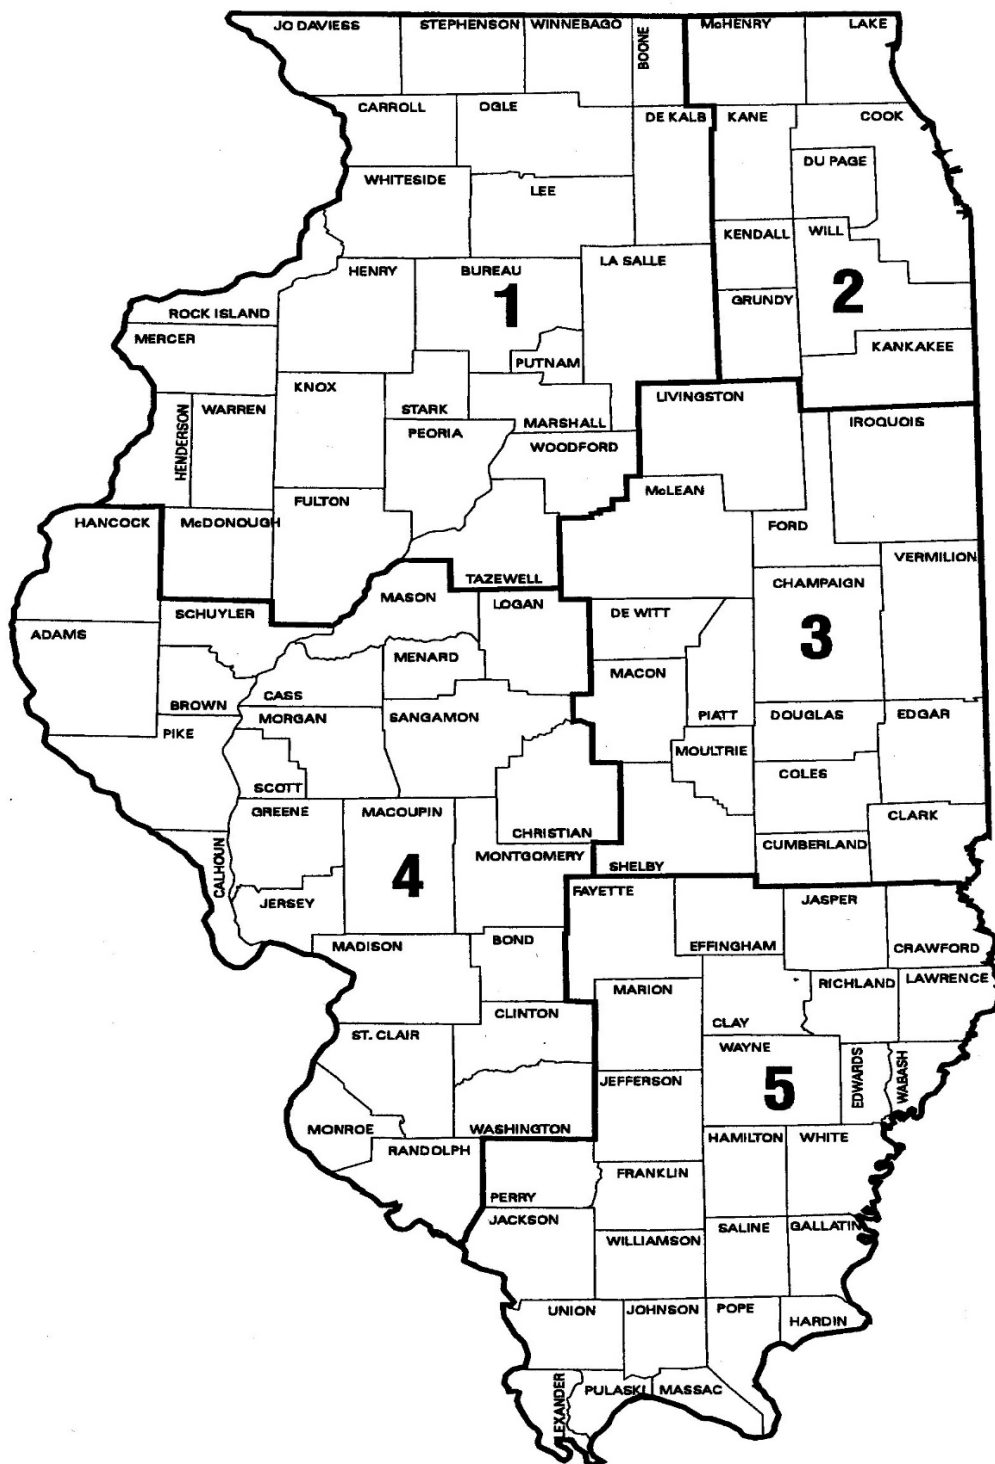 JO DAVIESS
STEPHENSON
WINNEBAGO
BOONE
McHENRY
LAKE
CARROLL
OGLE
DE KALB
KANE
COOK
DU PAGE
WHITESIDE
LEE
KENDALL
WILL
HENRY
BUREAU
LA SALLE
1
2
GRUNDY
ROCK ISLAND
MERCER
PUTNAM
KANKAKEE
KNOX
LIVINGSTON
HENDERSON
WARREN
STARK
MARSHALL
IROQUOIS
PEORIA
WOODFORD
McLEAN
FULTON
HANCOCK
McDONOUGH
FORD
VERMILION
TAZEWELL
CHAMPAIGN
MASON
LOGAN
SCHUYLER
DE WITT
ADAMS
3
MENARD
MACON
CASS
BROWN
PIKE
MORGAN
SANGAMON
PIATT
DOUGLAS
EDGAR
MOULTRIE
COLES
SCOTT
GREENE
MACOUPIN
CLARK
CHRISTIAN
CUMBERLAND
MONTGOMERY
SHELBY
CALHOUN
4
JERSEY
FAYETTE
JASPER
MADISON
BOND
EFFINGHAM
CRAWFORD
RICHLAND
LAWRENCE
MARION
CLINTON
CLAY
ST. CLAIR
WAYNE
EDWARDS
WABASH
JEFFERSON
5
MONROE
WASHINGTON
RANDOLPH
HAMILTON
WHITE
FRANKLIN
PERRY
JACKSON
WILLIAMSON
SALINE
GALLATIN
UNION
JOHNSON
POPE
HARDIN
LEXANDER
PULASKI
MASSAC